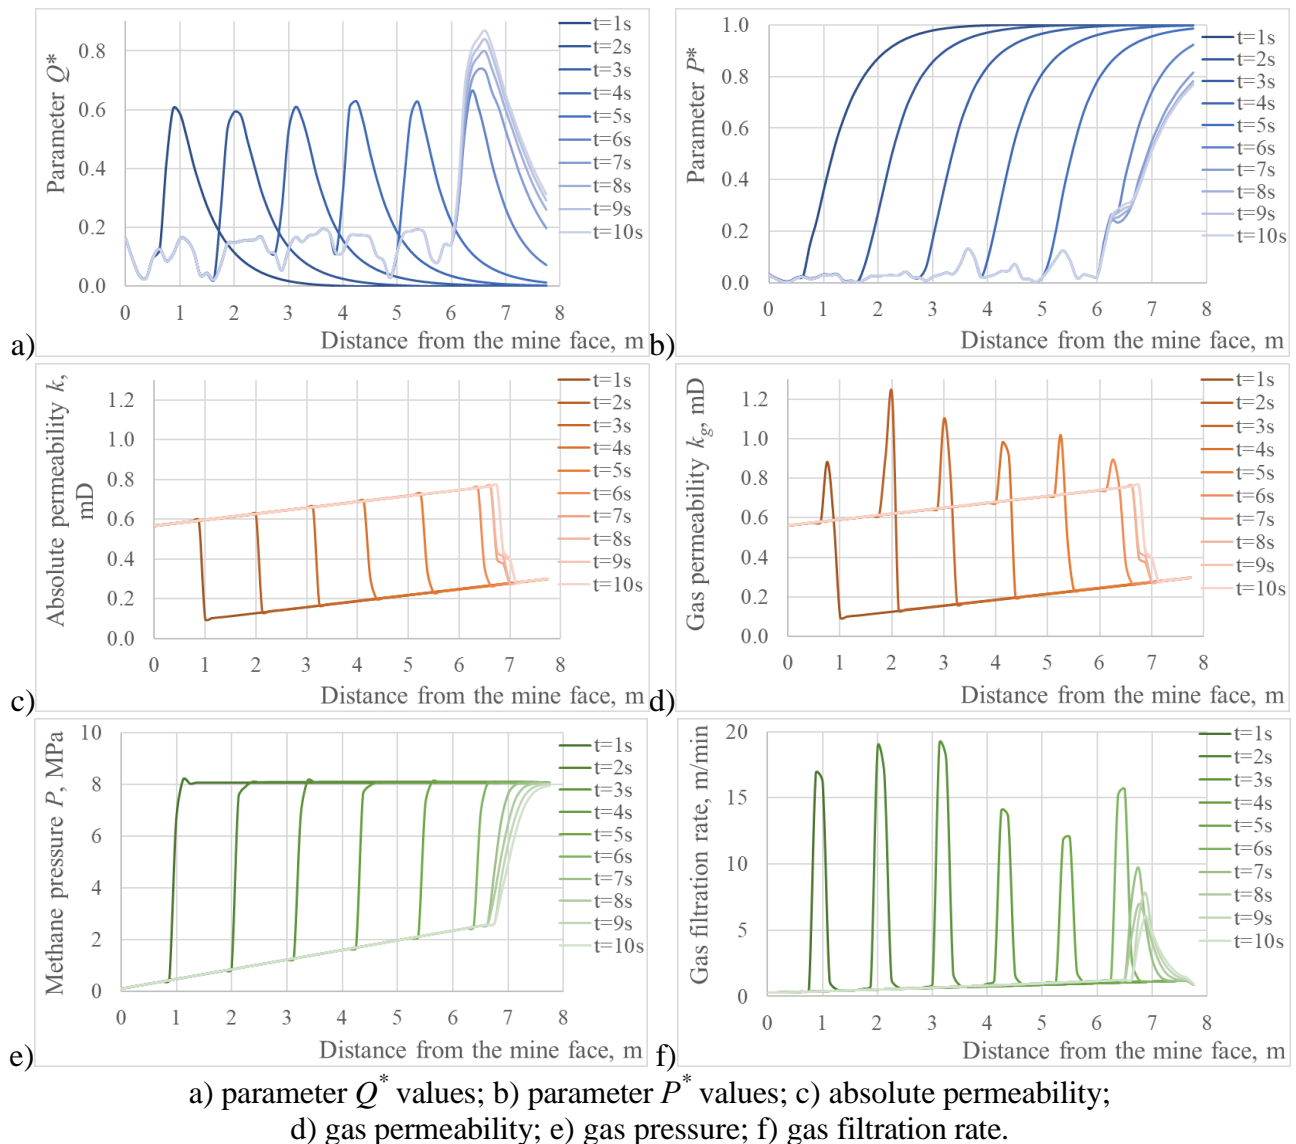 Parameter Q*
0.8
0.6
0.4
0.2
0.0
0 1 2 3 4 5 6 7 8
Distance from the mine face, m
t=1s
t=2s
t=3s
t=4s
t=5s
t=6s
t=7s
t=8s
t=9s
t=10s
a)
Parameter P*
1.0
0.8
0.6
0.4
0.2
0.0
0 1 2 3 4 5 6 7 8
Distance from the mine face, m
t=1s
t=2s
t=3s
t=4s
t=5s
t=6s
t=7s
t=8s
t=9s
t=10s
b)
Absolute permeability k,
mD
1.2
1.0
0.8
0.6
0.4
0.2
0.0
0 1 2 3 4 5 6 7 8
Distance from the mine face, m
t=1s
t=2s
t=3s
t=4s
t=5s
t=6s
t=7s
t=8s
t=9s
t=10s
c)
Gas permeability kg, mD
1.2
1.0
0.8
0.6
0.4
0.2
0.0
0 1 2 3 4 5 6 7 8
Distance from the mine face, m
t=1s
t=2s
t=3s
t=4s
t=5s
t=6s
t=7s
t=8s
t=9s
t=10s
d)
Methane pressure P, MPa
10
8
6
4
2
0
0 1 2 3 4 5 6 7 8
Distance from the mine face, m
t=1s
t=2s
t=3s
t=4s
t=5s
t=6s
t=7s
t=8s
t=9s
t=10s
e)
Gas filtration rate, m/min
20
15
10
5
0
0 1 2 3 4 5 6 7 8
Distance from the mine face, m
t=1s
t=2s
t=3s
t=4s
t=5s
t=6s
t=7s
t=8s
t=9s
t=10s
f)
a) parameter Q* values; b) parameter P* values; c) absolute permeability;
d) gas permeability; e) gas pressure; f) gas filtration rate.